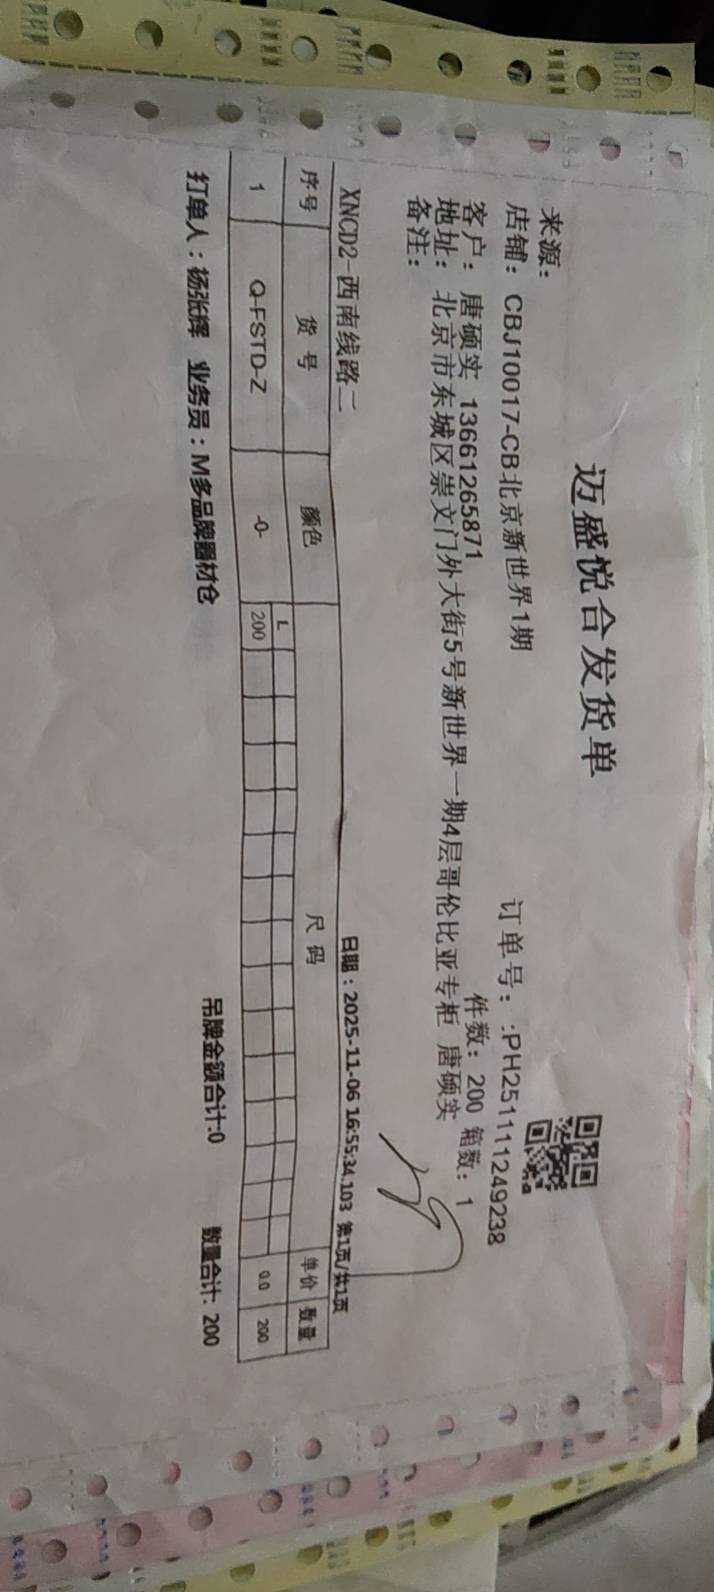 迈盛悦合发货单
来源：
店铺：CBJ10017-CB北京新世界1期 订单号：:PH251111249238
客户：唐硕实 13661265871 件数：200 箱数：1
地址：北京市东城区崇文门外大街5号新世界一期4层哥伦比亚专柜 唐硕实
备注：
XNCD2-西南线路二 日期：2025-11-06 16:55:34.103 第1页/共1页
序号 货号 颜色 尺码 单价 数量
L
1 Q-FSTD-Z -0- 200 0.0 200
打单人：杨张辉 业务员：M多品牌器材仓 吊牌金额合计:0 数量合计: 200